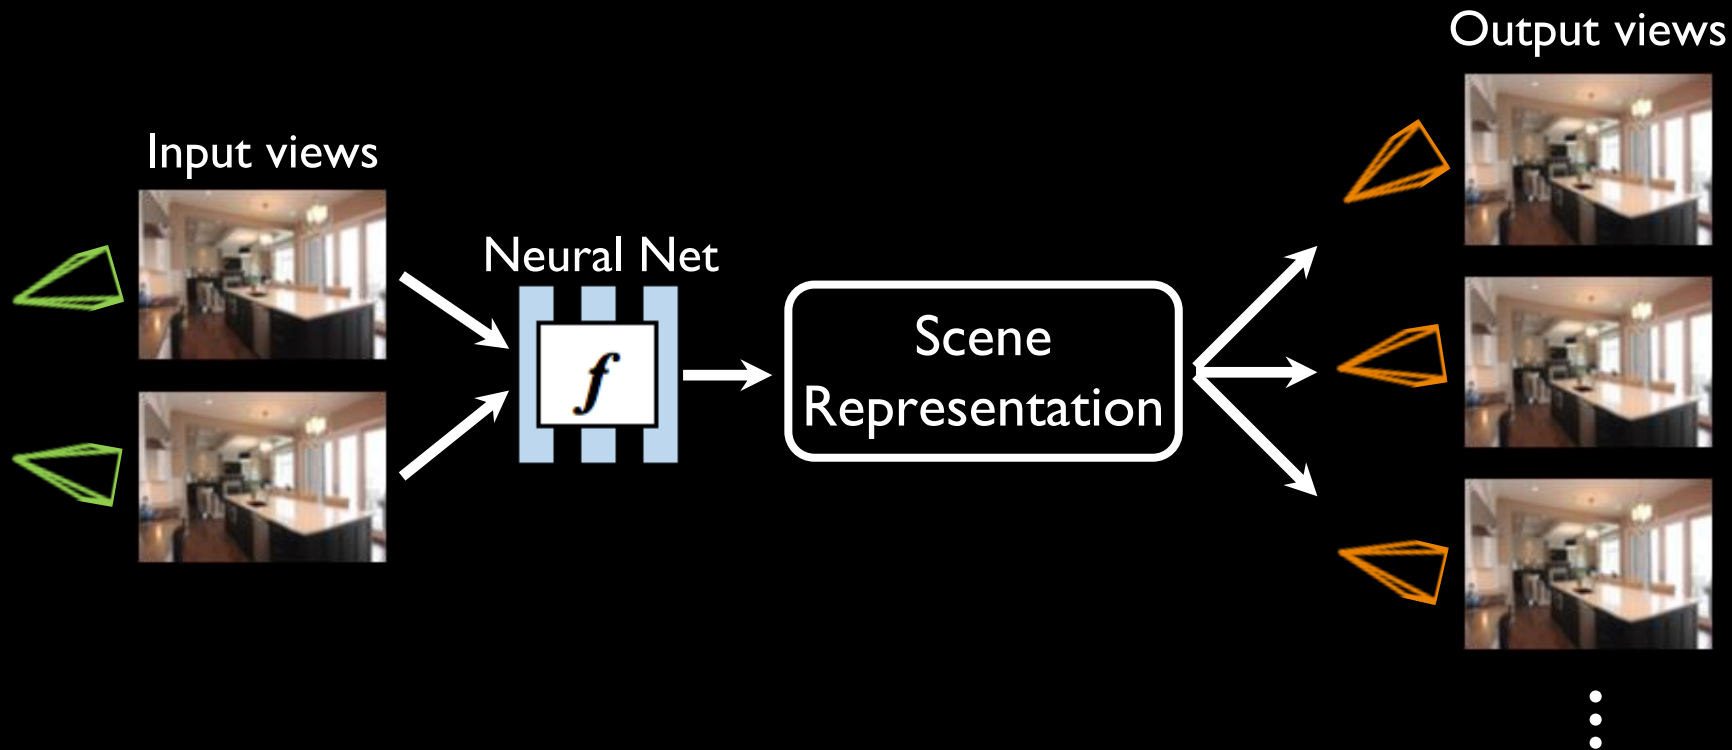 Output views
Input views
Neural Net
f
Scene
Representation